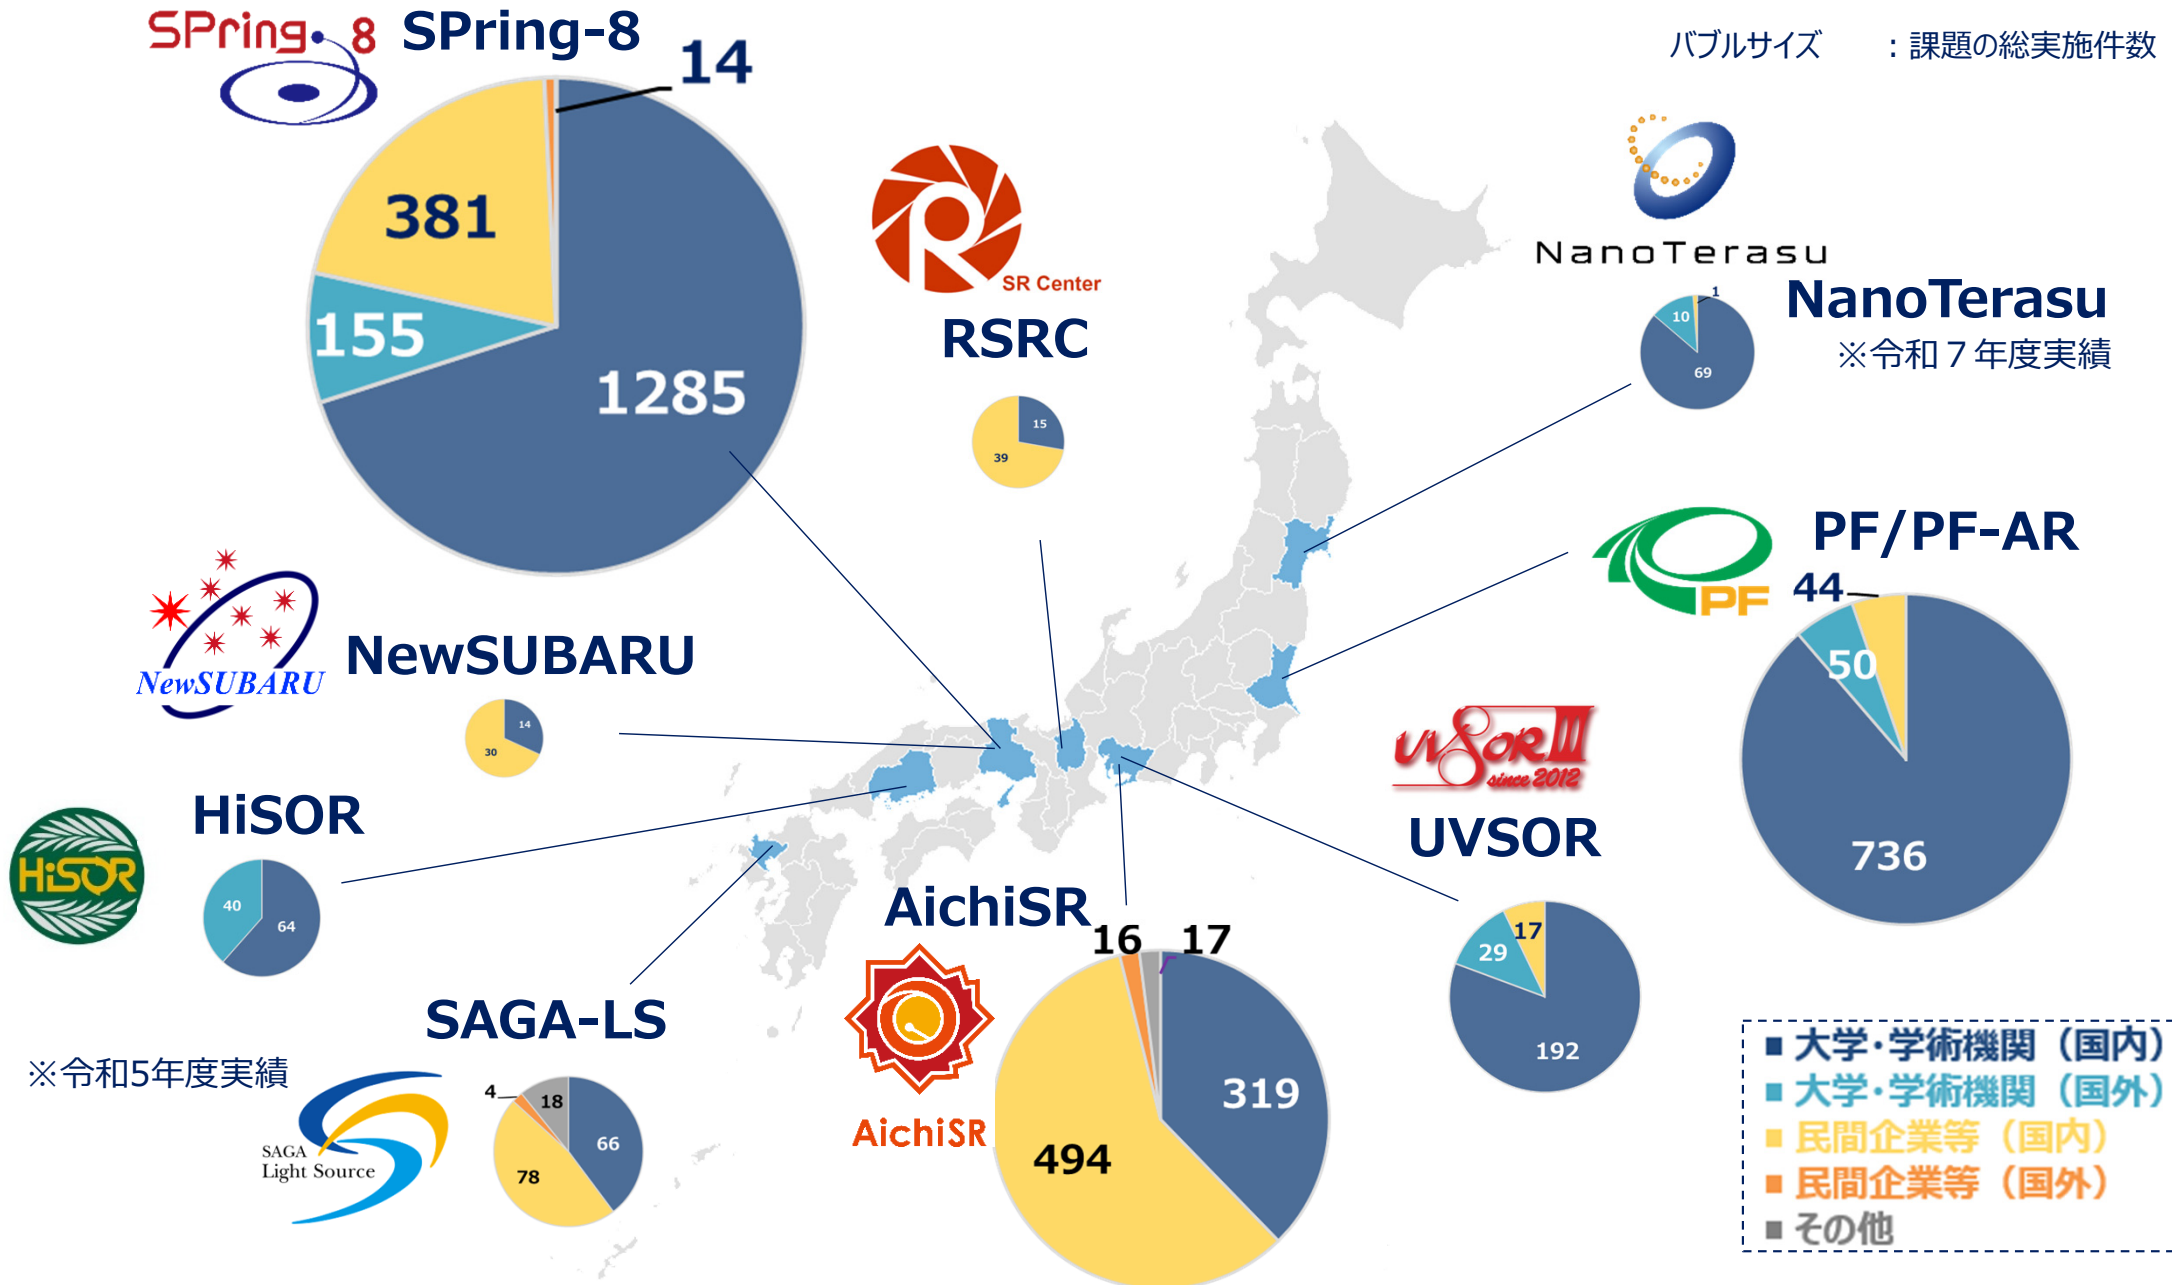 SPring-8
SPring-8
14
381
155
1285
バブルサイズ ：課題の総実施件数
SR Center
RSRC
15
39
NanoTerasu
NanoTerasu
※令和７年度実績
1
10
69
PF
PF/PF-AR
44
50
736
NewSUBARU
NewSUBARU
14
30
HiSOR
HiSOR
40
64
UVSORIII
since 2012
UVSOR
17
29
192
AichiSR
AichiSR
16
17
319
494
SAGA-LS
※令和5年度実績
SAGA
Light Source
4
18
66
78
■ 大学・学術機関（国内）
■ 大学・学術機関（国外）
■ 民間企業等（国内）
■ 民間企業等（国外）
■ その他